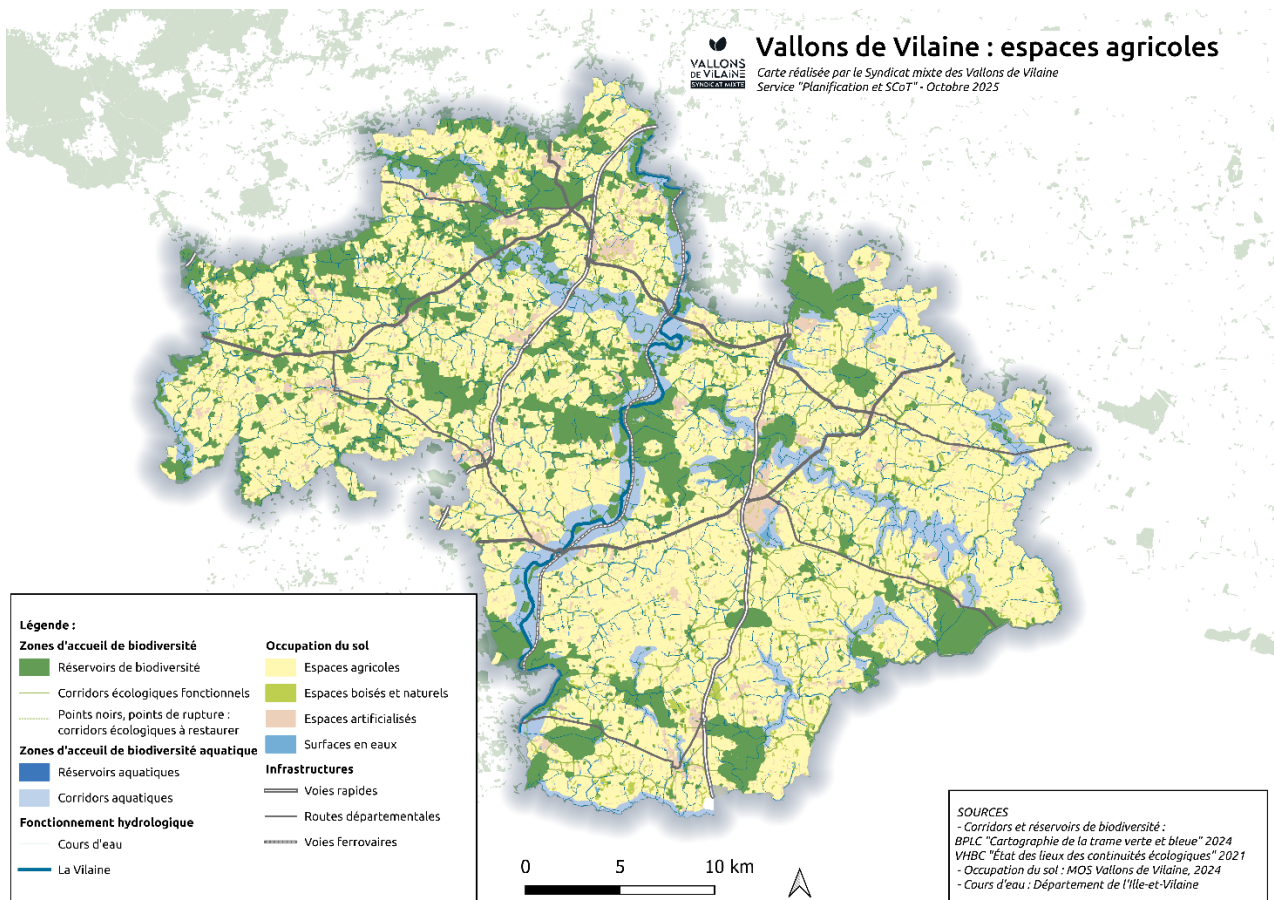 VALLONS
DE VILAINE
SYNDICAT MIXTE
Vallons de Vilaine : espaces agricoles
Carte réalisée par le Syndicat mixte des Vallons de Vilaine
Service "Planification et SCoT" - Octobre 2025
Légende :
Zones d'accueil de biodiversité
Réservoirs de biodiversité
Corridors écologiques fonctionnels
Points noirs, points de rupture :
corridors écologiques à restaurer
Zones d'acceuil de biodiversité aquatique
Réservoirs aquatiques
Corridors aquatiques
Fonctionnement hydrologique
Cours d'eau
La Vilaine
Occupation du sol
Espaces agricoles
Espaces boisés et naturels
Espaces artificialisés
Surfaces en eaux
Infrastructures
Voies rapides
Routes départementales
Voies ferrovaires
0 5 10 km
SOURCES
- Corridors et réservoirs de biodiversité :
BPLC "Cartographie de la trame verte et bleue" 2024
VHBC "État des lieux des continuités écologiques" 2021
- Occupation du sol : MOS Vallons de Vilaine, 2024
- Cours d'eau : Département de l'Ille-et-Vilaine